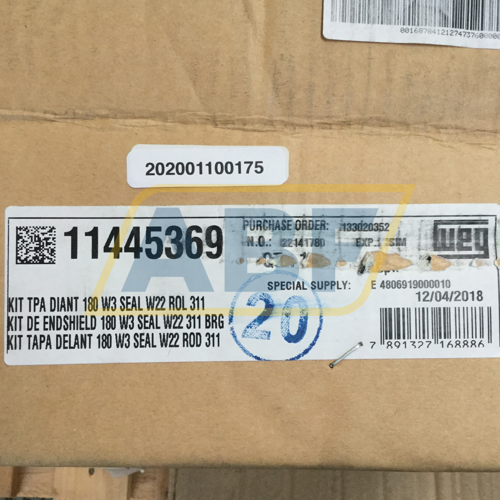 202001100175
11445369
PURCHASE ORDER: 133020352
N.O.: 22141780
WEG
SPECIAL SUPPLY: E 4806919000010
12/04/2018
KIT TPA DIANT 180 W3 SEAL W22 ROL 311
KIT DE ENDSHIELD 180 W3 SEAL W22 311 BRG
KIT TAPA DELANT 180 W3 SEAL W22 ROD 311
20
7 891327 168886
ABF